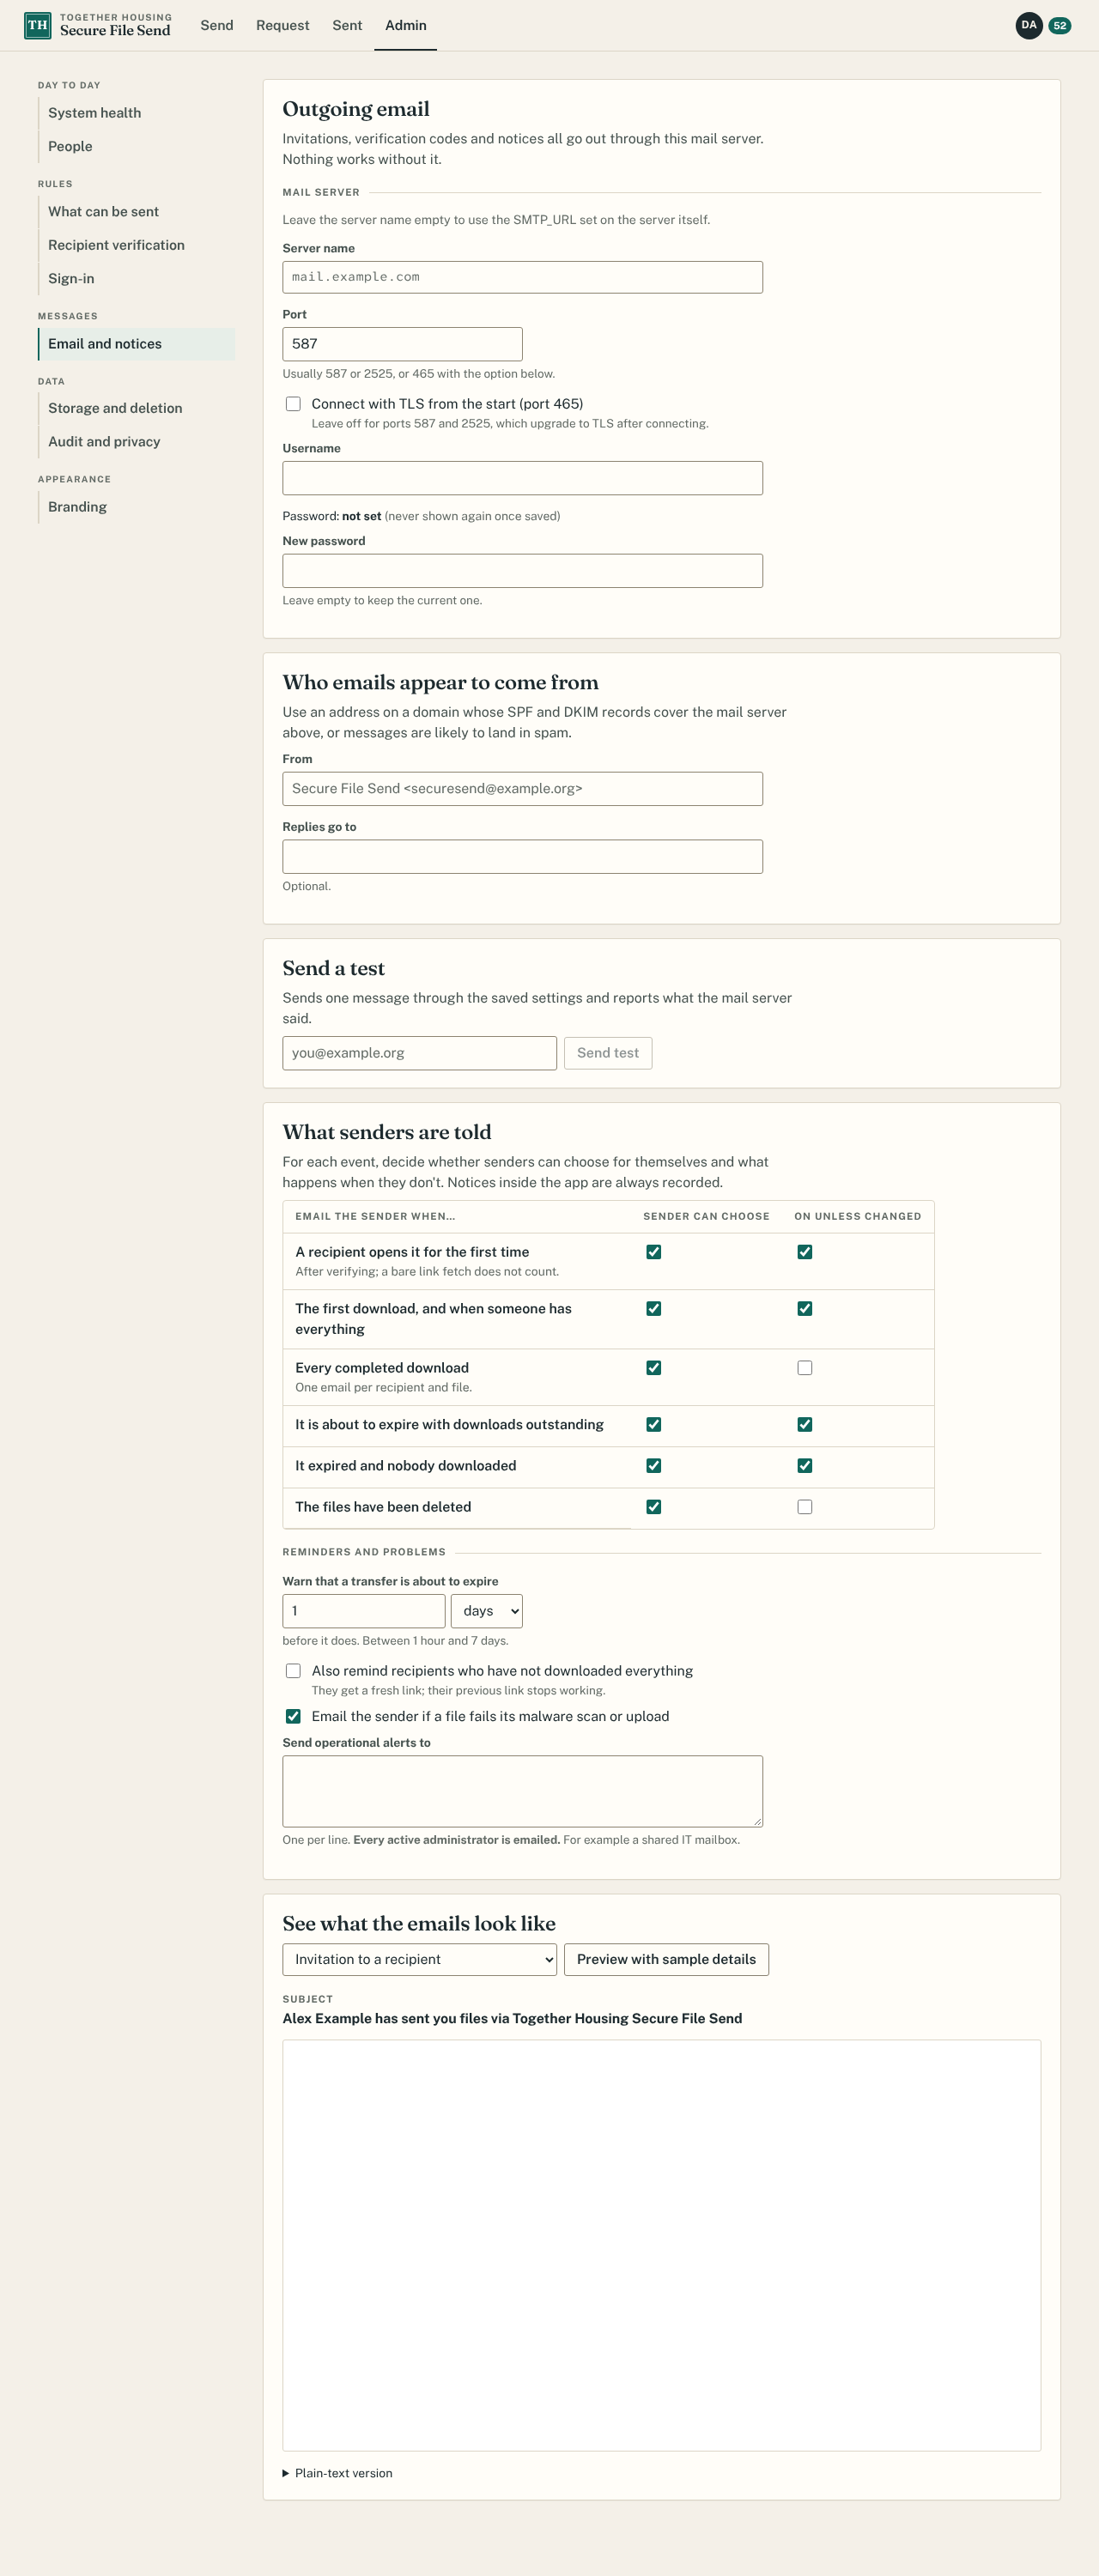 TH
TOGETHER HOUSING
Secure File Send
Send
Request
Sent
Admin
DA
52
DAY TO DAY
System health
People
RULES
What can be sent
Recipient verification
Sign-in
MESSAGES
Email and notices
DATA
Storage and deletion
Audit and privacy
APPEARANCE
Branding
Outgoing email
Invitations, verification codes and notices all go out through this mail server.
Nothing works without it.
MAIL SERVER
Leave the server name empty to use the SMTP_URL set on the server itself.
Server name
mail.example.com
Port
587
Usually 587 or 2525, or 465 with the option below.
Connect with TLS from the start (port 465)
Leave off for ports 587 and 2525, which upgrade to TLS after connecting.
Username
Password: not set (never shown again once saved)
New password
Leave empty to keep the current one.
Who emails appear to come from
Use an address on a domain whose SPF and DKIM records cover the mail server
above, or messages are likely to land in spam.
From
Secure File Send <securesend@example.org>
Replies go to
Optional.
Send a test
Sends one message through the saved settings and reports what the mail server
said.
you@example.org
Send test
What senders are told
For each event, decide whether senders can choose for themselves and what
happens when they don't. Notices inside the app are always recorded.
EMAIL THE SENDER WHEN…
SENDER CAN CHOOSE
ON UNLESS CHANGED
A recipient opens it for the first time
After verifying; a bare link fetch does not count.
The first download, and when someone has
everything
Every completed download
One email per recipient and file.
It is about to expire with downloads outstanding
It expired and nobody downloaded
The files have been deleted
REMINDERS AND PROBLEMS
Warn that a transfer is about to expire
1
days
before it does. Between 1 hour and 7 days.
Also remind recipients who have not downloaded everything
They get a fresh link; their previous link stops working.
Email the sender if a file fails its malware scan or upload
Send operational alerts to
One per line. Every active administrator is emailed. For example a shared IT mailbox.
See what the emails look like
Invitation to a recipient
Preview with sample details
SUBJECT
Alex Example has sent you files via Together Housing Secure File Send
Plain-text version